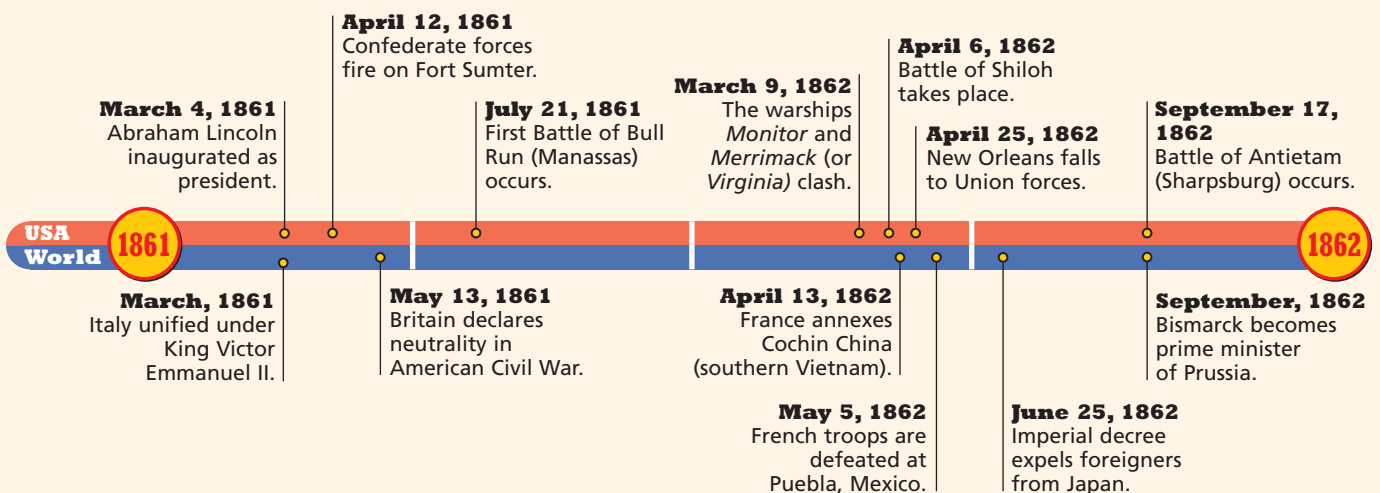 April 12, 1861
Confederate forces
fire on Fort Sumter.
March 4, 1861
Abraham Lincoln
inaugurated as
president.
July 21, 1861
First Battle of Bull
Run (Manassas)
occurs.
March 9, 1862
The warships
Monitor and
Merrimack (or
Virginia) clash.
April 6, 1862
Battle of Shiloh
takes place.
April 25, 1862
New Orleans falls
to Union forces.
September 17,
1862
Battle of Antietam
(Sharpsburg) occurs.
USA
World
1861
1862
March, 1861
Italy unified under
King Victor
Emmanuel II.
May 13, 1861
Britain declares
neutrality in
American Civil War.
April 13, 1862
France annexes
Cochin China
(southern Vietnam).
May 5, 1862
French troops are
defeated at
Puebla, Mexico.
June 25, 1862
Imperial decree
expels foreigners
from Japan.
September, 1862
Bismarck becomes
prime minister
of Prussia.